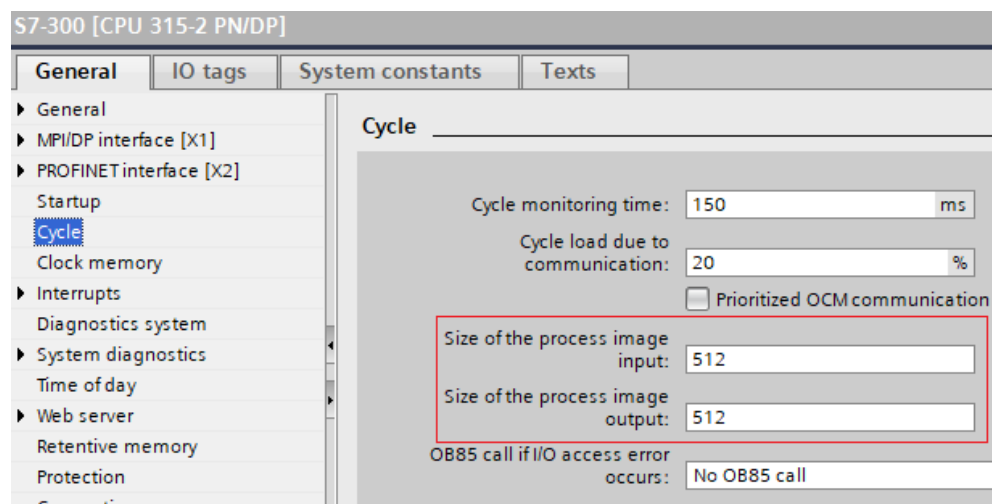 S7-300 [CPU 315-2 PN/DP]
General IO tags System constants Texts
General
MPI/DP interface [X1]
PROFINET interface [X2]
Startup
Cycle
Clock memory
Interrupts
Diagnostics system
System diagnostics
Time of day
Web server
Retentive memory
Protection
Cycle
Cycle monitoring time: 150 ms
Cycle load due to
communication: 20 %
Prioritized OCM communication
Size of the process image
input: 512
Size of the process image
output: 512
OB85 call if I/O access error
occurs: No OB85 call